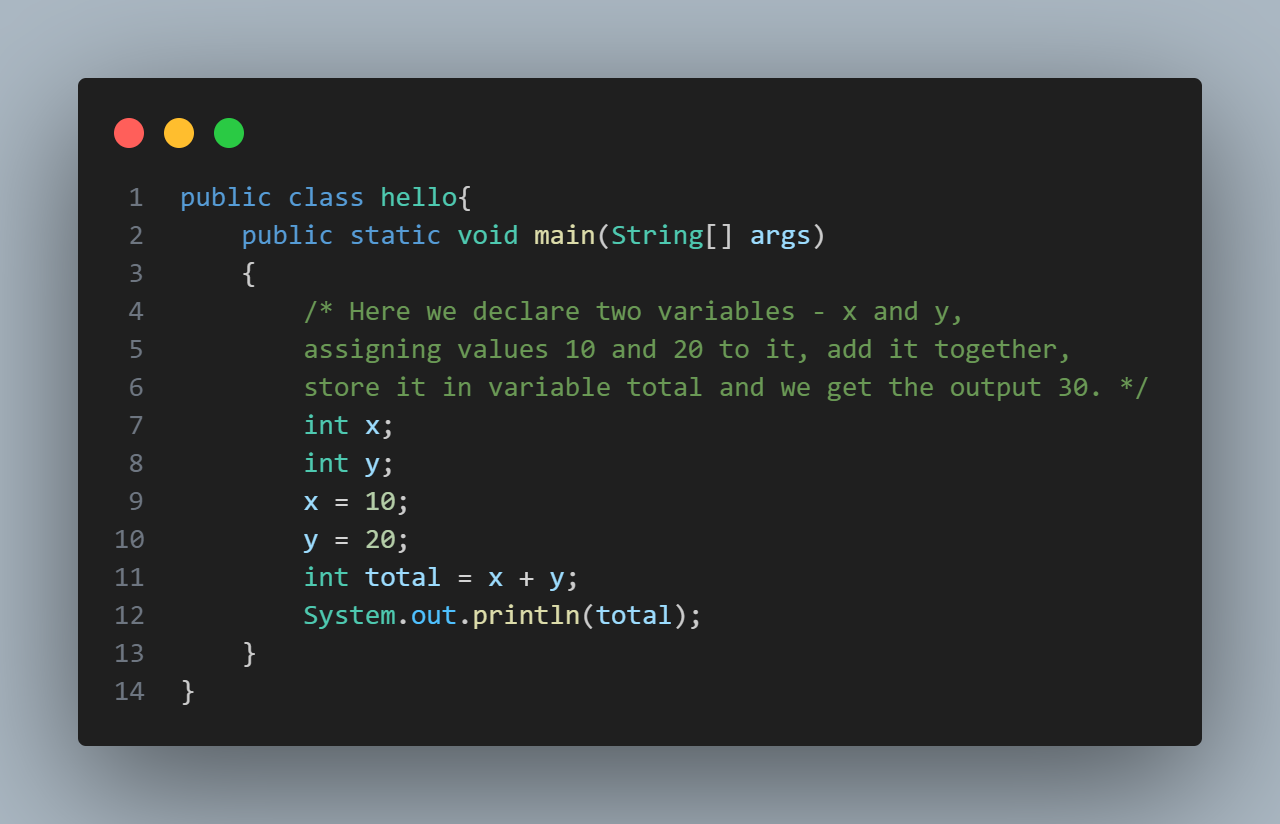 1 public class hello{
2     public static void main(String[] args)
3     {
4         /* Here we declare two variables - x and y,
5         assigning values 10 and 20 to it, add it together,
6         store it in variable total and we get the output 30. */
7         int x;
8         int y;
9         x = 10;
10         y = 20;
11         int total = x + y;
12         System.out.println(total);
13     }
14 }